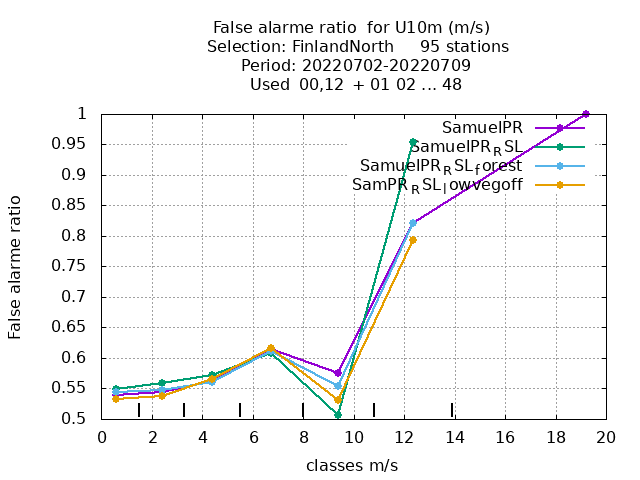 False alarme ratio  for U10m (m/s)
Selection: FinlandNorth     95 stations
Period: 20220702-20220709
Used  00,12  + 01 02 ... 48
SamuelPR
SamuelPR_RSL
SamuelPR_RSL_forest
SamPR_RSL_lowvegoff
False alarme ratio
1
0.95
0.9
0.85
0.8
0.75
0.7
0.65
0.6
0.55
0.5
0 2 4 6 8 10 12 14 16 18 20
classes m/s